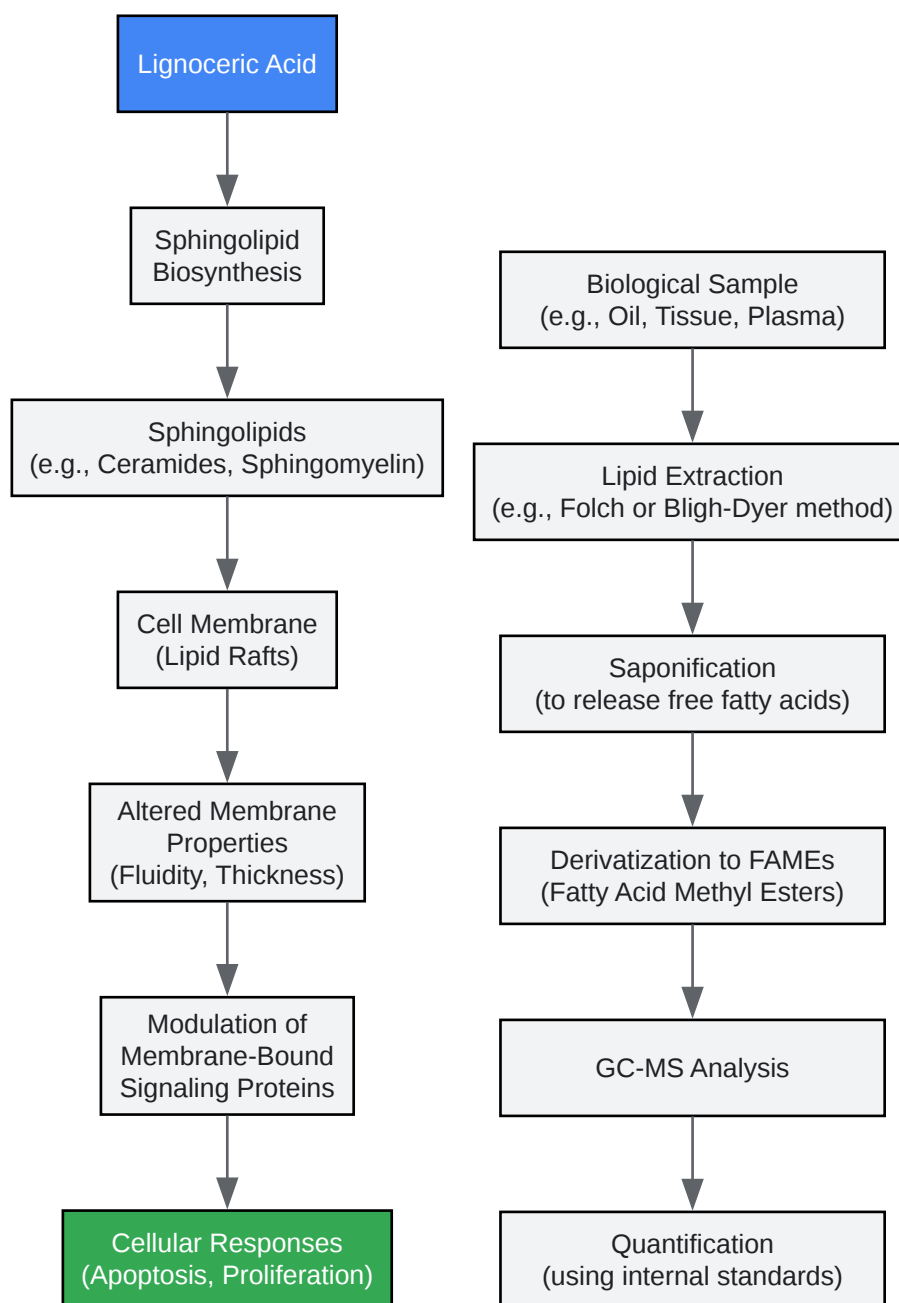 Lignoceric Acid
Sphingolipid
Biosynthesis
Sphingolipids
(e.g., Ceramides, Sphingomyelin)
Cell Membrane
(Lipid Rafts)
Altered Membrane
Properties
(Fluidity, Thickness)
Modulation of
Membrane-Bound
Signaling Proteins
Cellular Responses
(Apoptosis, Proliferation)
Biological Sample
(e.g., Oil, Tissue, Plasma)
Lipid Extraction
(e.g., Folch or Bligh-Dyer method)
Saponification
(to release free fatty acids)
Derivatization to FAMEs
(Fatty Acid Methyl Esters)
GC-MS Analysis
Quantification
(using internal standards)